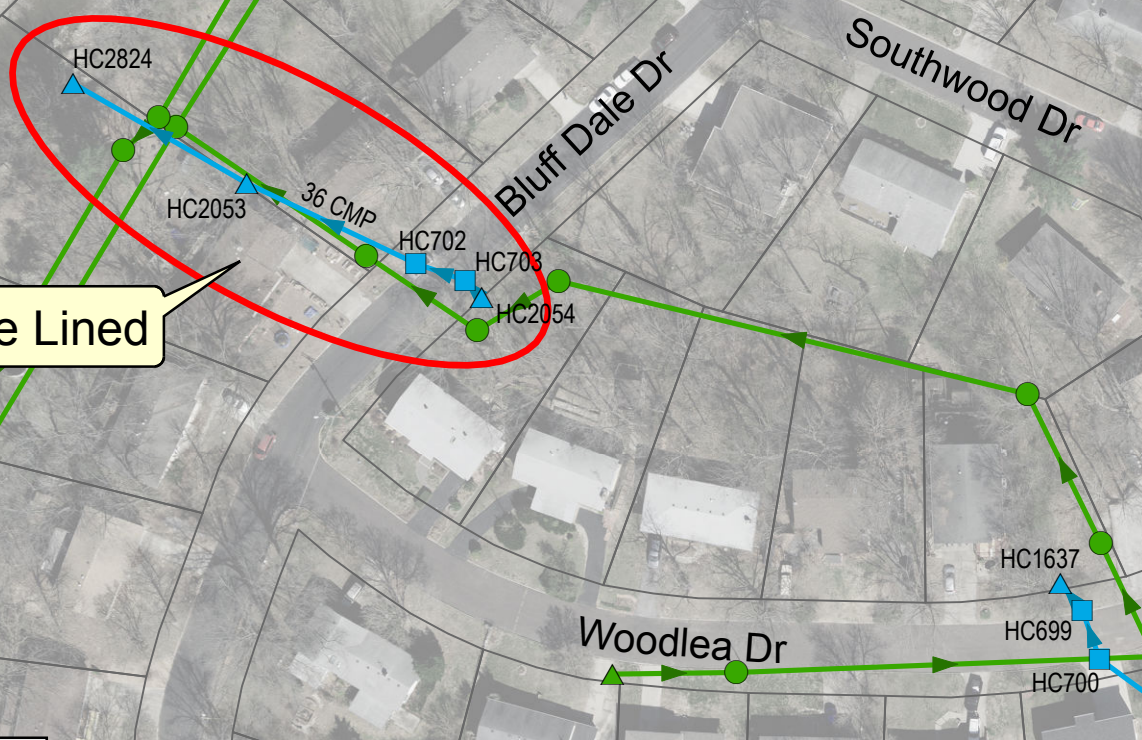 HC2824
Southwood Dr
Bluff Dale Dr
HC2053
36 CMP
HC702
HC703
HC2054
e Lined
HC1637
HC699
Woodlea Dr
HC700